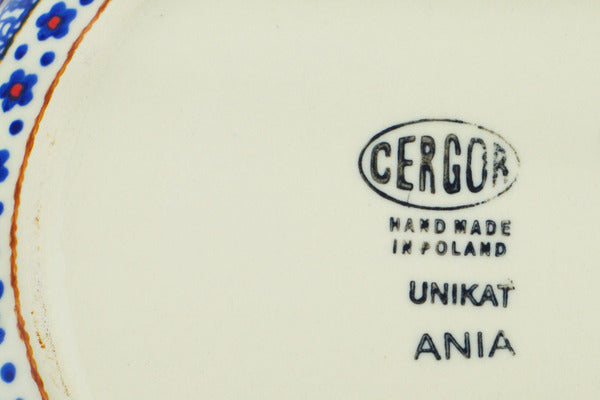 CERGOR
HAND MADE
IN POLAND
UNIKAT
ANIA